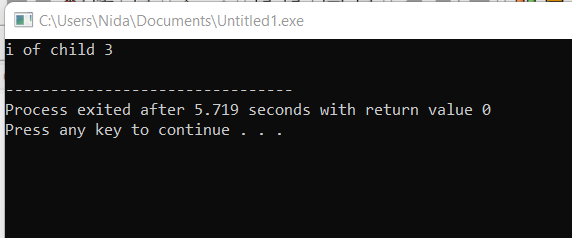 C:\Users\Nida\Documents\Untitled1.exe
i of child 3
--------------------------------
Process exited after 5.719 seconds with return value 0
Press any key to continue . . .